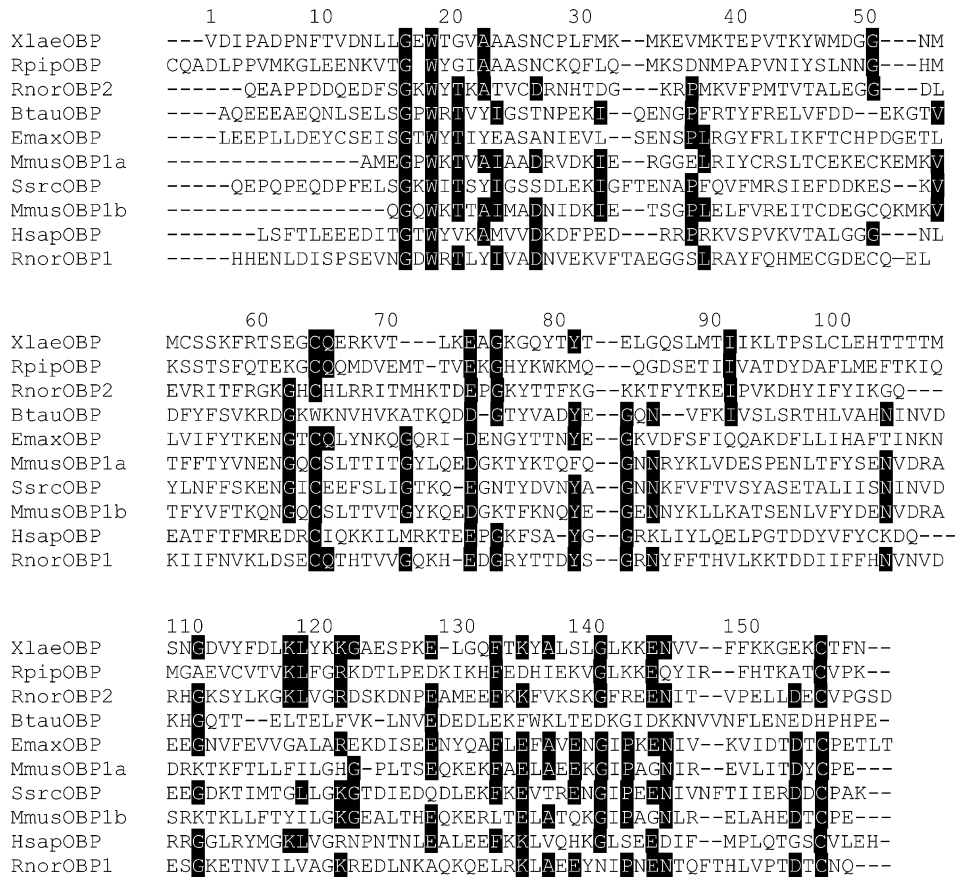 1 10 20 30 40 50
XlaeOBP ---VDIPADPNFTVDNLLGEWTGVAAASNCPLFMK--MKEVMKTEPVTKYWMDGG--NM
RpipOBP CQADLPPVMKGLEENKVTGWYGIAAASNCKQFLQ--MKSDNMPAPVNIYSLNNG--HM
RnorOBP2 ------QEAPPDDQEDFSGKWYTKATVCDRNHTDG---KRPMKVFPMTVTALEGG--DL
BtauOBP ----AQEEEAEQNLSELSGPWRTVYIGSTNPEKI-QENGPFRTYFRELVFDD--EKGTV
EmaxOBP ---LEEPLLDEYCSEISGTWTIYEASANIEVL-SENSPLRGYFRLIKFTCHPDGETL
MmusOBP1a ---------------AMEGPWKTVAIAADRVDKIE--RGGELRIYCRSLTCEKECKEMKV
SsrcOBP -----QEPQPEQDPFELSGKWITSYIGSSDLEKIGFTENAPFQVFMRSIEFDDKES--KV
MmusOBP1b -----------------QGQWKTTAIMADNIDKIE--TSGPLELFVREITCDEGCQKMKV
HsapOBP -------LSFTLEEEDITGTWYVKAMVVDKDFPED---RRPRKVSPVKVTALGGG--NL
RnorOBP1 -----HHENLDISPSEVNGDWRTLYIVADNVEKVFTAEGGSLRAYFQHMECGDECQ-EL
60 70 80 90 100
XlaeOBP MCSSKFRTSEGCQERKVT---LKEAGKGQYTYT--ELGQSLMTIIKLTPSLCLEHTTTTM
RpipOBP KSSTSFQTEKGCQQMDVEMT-TVEKGHYKWKMQ--QGDSETIIVATDYDAFLMEFTKIQ
RnorOBP2 EVRITFRGKGHCHLRRITMHKTDEPGKYTTFKG--KKTFYTKEIPVKDHYIFYIKGQ--
BtauOBP DFYFSVKRDGKWKNVHVKATKQDD-GTYVADYE--GQN--VFKIVSLSRTHLVAHNINVD
EmaxOBP LVIFYTKENGTCQLYNKQGQRI-DENGYTTNYE--GKVDFSFIQQAKDFLLIHAFTINKN
MmusOBP1a TFFTYVNENGQCSLTTITGYLQEDGKTYKTQFQ--GNNRYKLVDESPENLTFYSENVDRA
SsrcOBP YLNFFSKENGICEEFSLIGTKQ-EGNTYDVNYA--GNNKFVFTVSYASETALIISNINVD
MmusOBP1b TFYVFTKQNGQCSLTTVTGYKQEDGKTFKNQYE--GENNYKLLKATSENLVFYDENVDRA
HsapOBP EATFTFMREDRCIQKKILMRKTEEPGKFSA-YG--GRKLIYLQELPGTDDYVFYCKDQ---
RnorOBP1 KIIFNVKLDSECQTHTVVGQKH-EDGRYTTDYS--GRNYFFTHVLKKTDDIIFFHNVNVD
110 120 130 140 150
XlaeOBP SNGDVYFDLKLYKKGAESPKE-LGQFTKYALSLGLKKENVV--FFKKGEKCTFN--
RpipOBP MGAEVCVTVKLFGRKDTLPEDKIKHFEDHIEKVGLKKEQYIR--FHTKATCVPK--
RnorOBP2 RHGKSYLKGKLVGRDSKDNPEAMEEFKKFVKSKGFREENIT--VPELLDECVPGSD
BtauOBP KHGQTT--ELTELFVK-LNVEDEDLEKFWKLTEDKGIDKKNVVNFLENEDHPHPE-
EmaxOBP EEGNVFEVVGALAREKDISEENYQAFLEFAVENGIPKENIV--KVIDTDTCPETLT
MmusOBP1a DRKTKFTLLFILGHG-PLTSEQKEKFAELAEEKGIPAGNIR--EVLITDYCPE---
SsrcOBP EEGDKTIMTGLLGKGTDIEDQDLEKFKEVTRENGIPEENIVNFTIIERDDCPAK--
MmusOBP1b SRKTKLLFTYILGKGEALTHEQKERLTELATQKGIPAGNLR--ELAHEDTCPE---
HsapOBP RRGGLRYMGKLVGRNPNTNLEALEEFKKLVQHKGLSEEDIF--MPLQTGSCVLEH-
RnorOBP1 ESGKETNVILVAGKREDLNKAQKQELRKLAEEYNIPNENTQFTHLVPTDTCNQ---